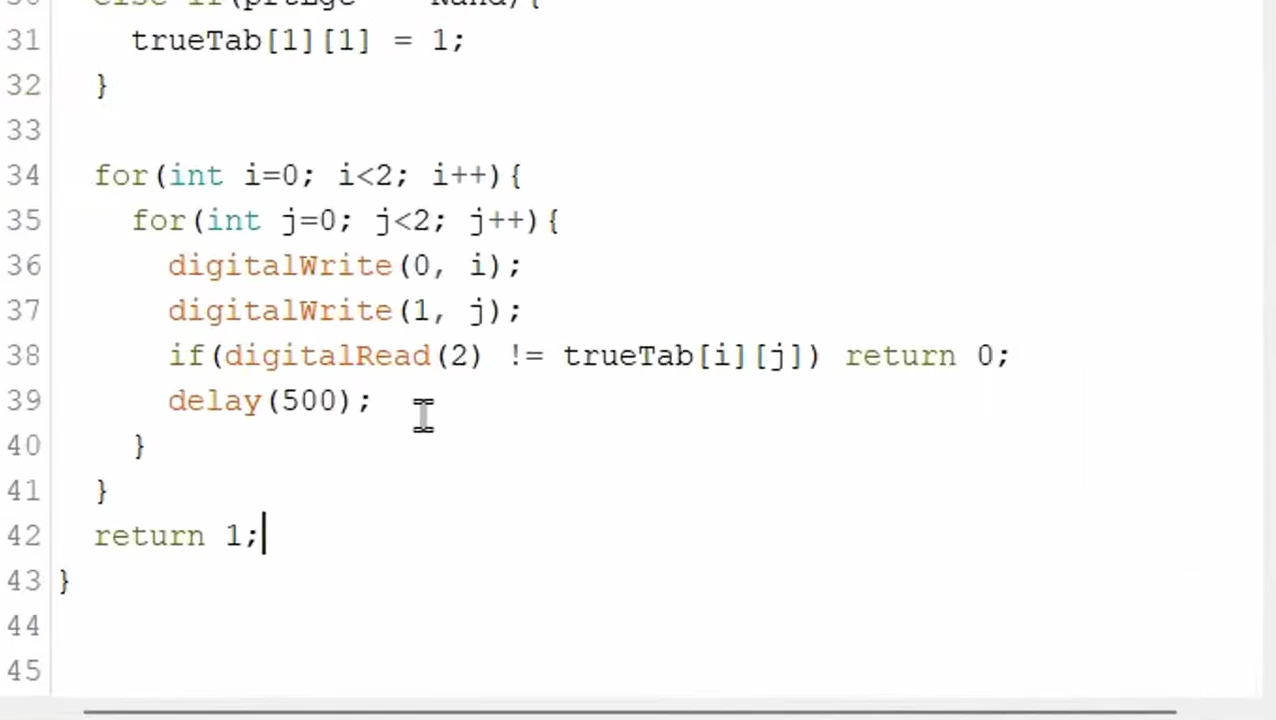 31 trueTab[1][1] = 1;
32 }
33
34 for(int i=0; i<2; i++){
35 for(int j=0; j<2; j++){
36 digitalWrite(0, i);
37 digitalWrite(1, j);
38 if(digitalRead(2) != trueTab[i][j]) return 0;
39 delay(500);
40 }
41 }
42 return 1;
43 }
44
45